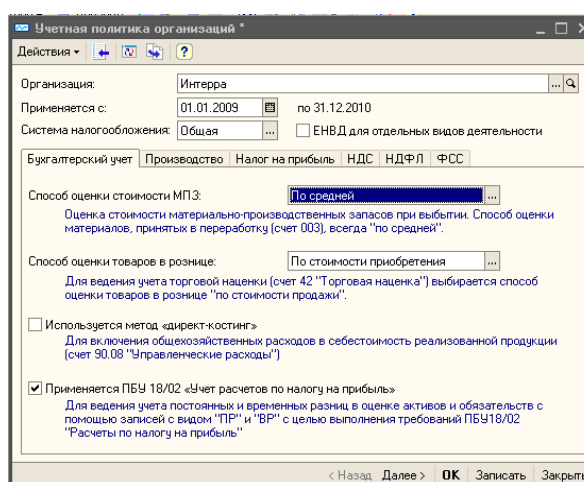 Учетная политика организаций *
Действия
Организация: Интерра
Применяется с: 01.01.2009 по 31.12.2010
Система налогообложения: Общая ЕНВД для отдельных видов деятельности
Бухгалтерский учет Производство Налог на прибыль НДС НДФЛ ФСС
Способ оценки стоимости МПЗ: По средней
Оценка стоимости материально-производственных запасов при выбытии. Способ оценки
материалов, принятых в переработку (счет 003), всегда "по средней".
Способ оценки товаров в рознице: По стоимости приобретения
Для ведения учета торговой наценки (счет 42 "Торговая наценка") выбирается способ
оценки товаров в рознице "по стоимости продажи".
Используется метод «директ-костинг»
Для включения общехозяйственных расходов в себестоимость реализованной продукции
(счет 90.08 "Управленческие расходы")
Применяется ПБУ 18/02 «Учет расчетов по налогу на прибыль»
Для ведения учета постоянных и временных разниц в оценке активов и обязательств с
помощью записей с видом "ПР" и "ВР" с целью выполнения требований ПБУ18/02
"Расчеты по налогу на прибыль"
< Назад Далее > OK Записать Закрыть